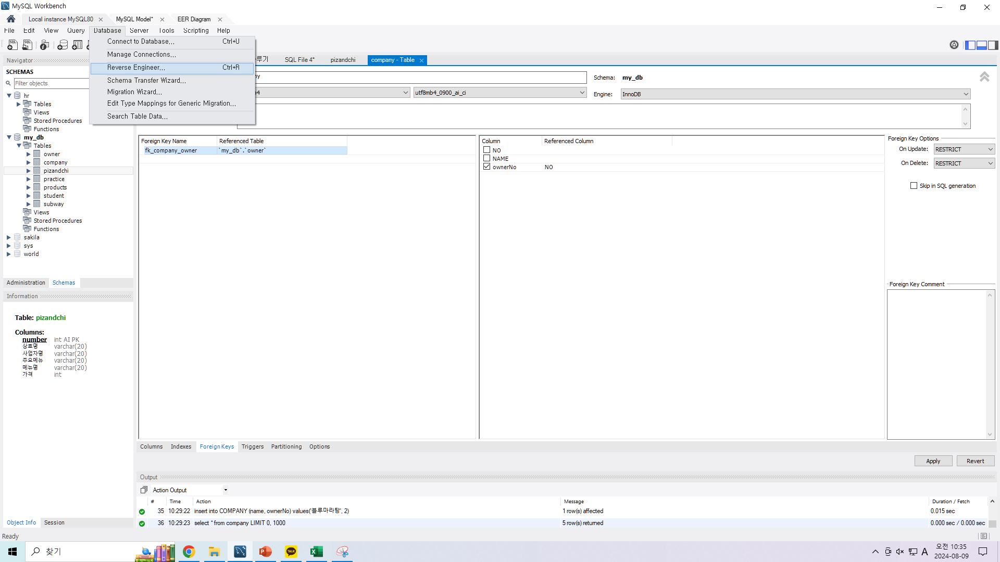 MySQL Workbench
Local instance MySQL80
MySQL Model*
EER Diagram
File Edit View Query Database Server Tools Scripting Help
Connect to Database... Ctrl+U
Manage Connections...
Reverse Engineer... Ctrl+R
Schema Transfer Wizard...
Migration Wizard...
Edit Type Mappings for Generic Migration...
Search Table Data...
Navigator
SCHEMAS
Filter objects
hr
Tables
Views
Stored Procedures
Functions
my_db
Tables
owner
company
pizandchi
practice
products
student
subway
Views
Stored Procedures
Functions
sakila
sys
world
Administration Schemas
Information
Table: pizandchi
Columns:
number int AI PK
상호명 varchar(20)
사업자명 varchar(20)
주요메뉴 varchar(20)
메뉴명 varchar(20)
가격 int
Object Info Session
루기 SQL File 4* pizandchi company - Table
ny
Schema: my_db
b4 utf8mb4_0900_ai_ci
Engine: InnoDB
Foreign Key Name Referenced Table
fk_company_owner `my_db`.`owner`
Column Referenced Column
NO
NAME
ownerNo NO
Foreign Key Options
On Update: RESTRICT
On Delete: RESTRICT
Skip in SQL generation
Foreign Key Comment
Columns Indexes Foreign Keys Triggers Partitioning Options
Apply Revert
Output
Action Output
# Time Action Message Duration / Fetch
35 10:29:22 insert into COMPANY (name, ownerNo) values('블루마라탕', 2) 1 row(s) affected 0.015 sec
36 10:29:23 select * from company LIMIT 0, 1000 5 row(s) returned 0.000 sec / 0.000 sec
Ready
찾기
TALK
A
오전 10:35
2024-08-09